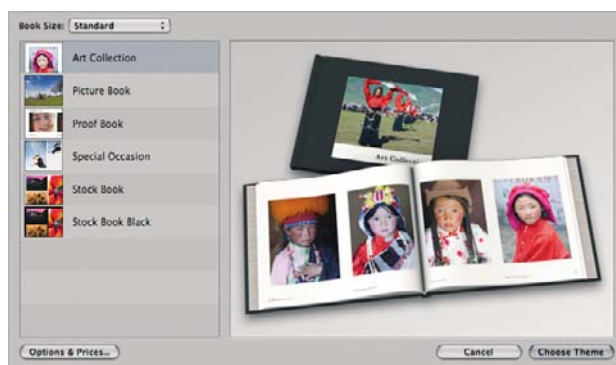 Book Size: Standard
Art Collection
Picture Book
Proof Book
Special Occasion
Stock Book
Stock Book Black
Art Collection
Options & Prices...
Cancel
Choose Theme